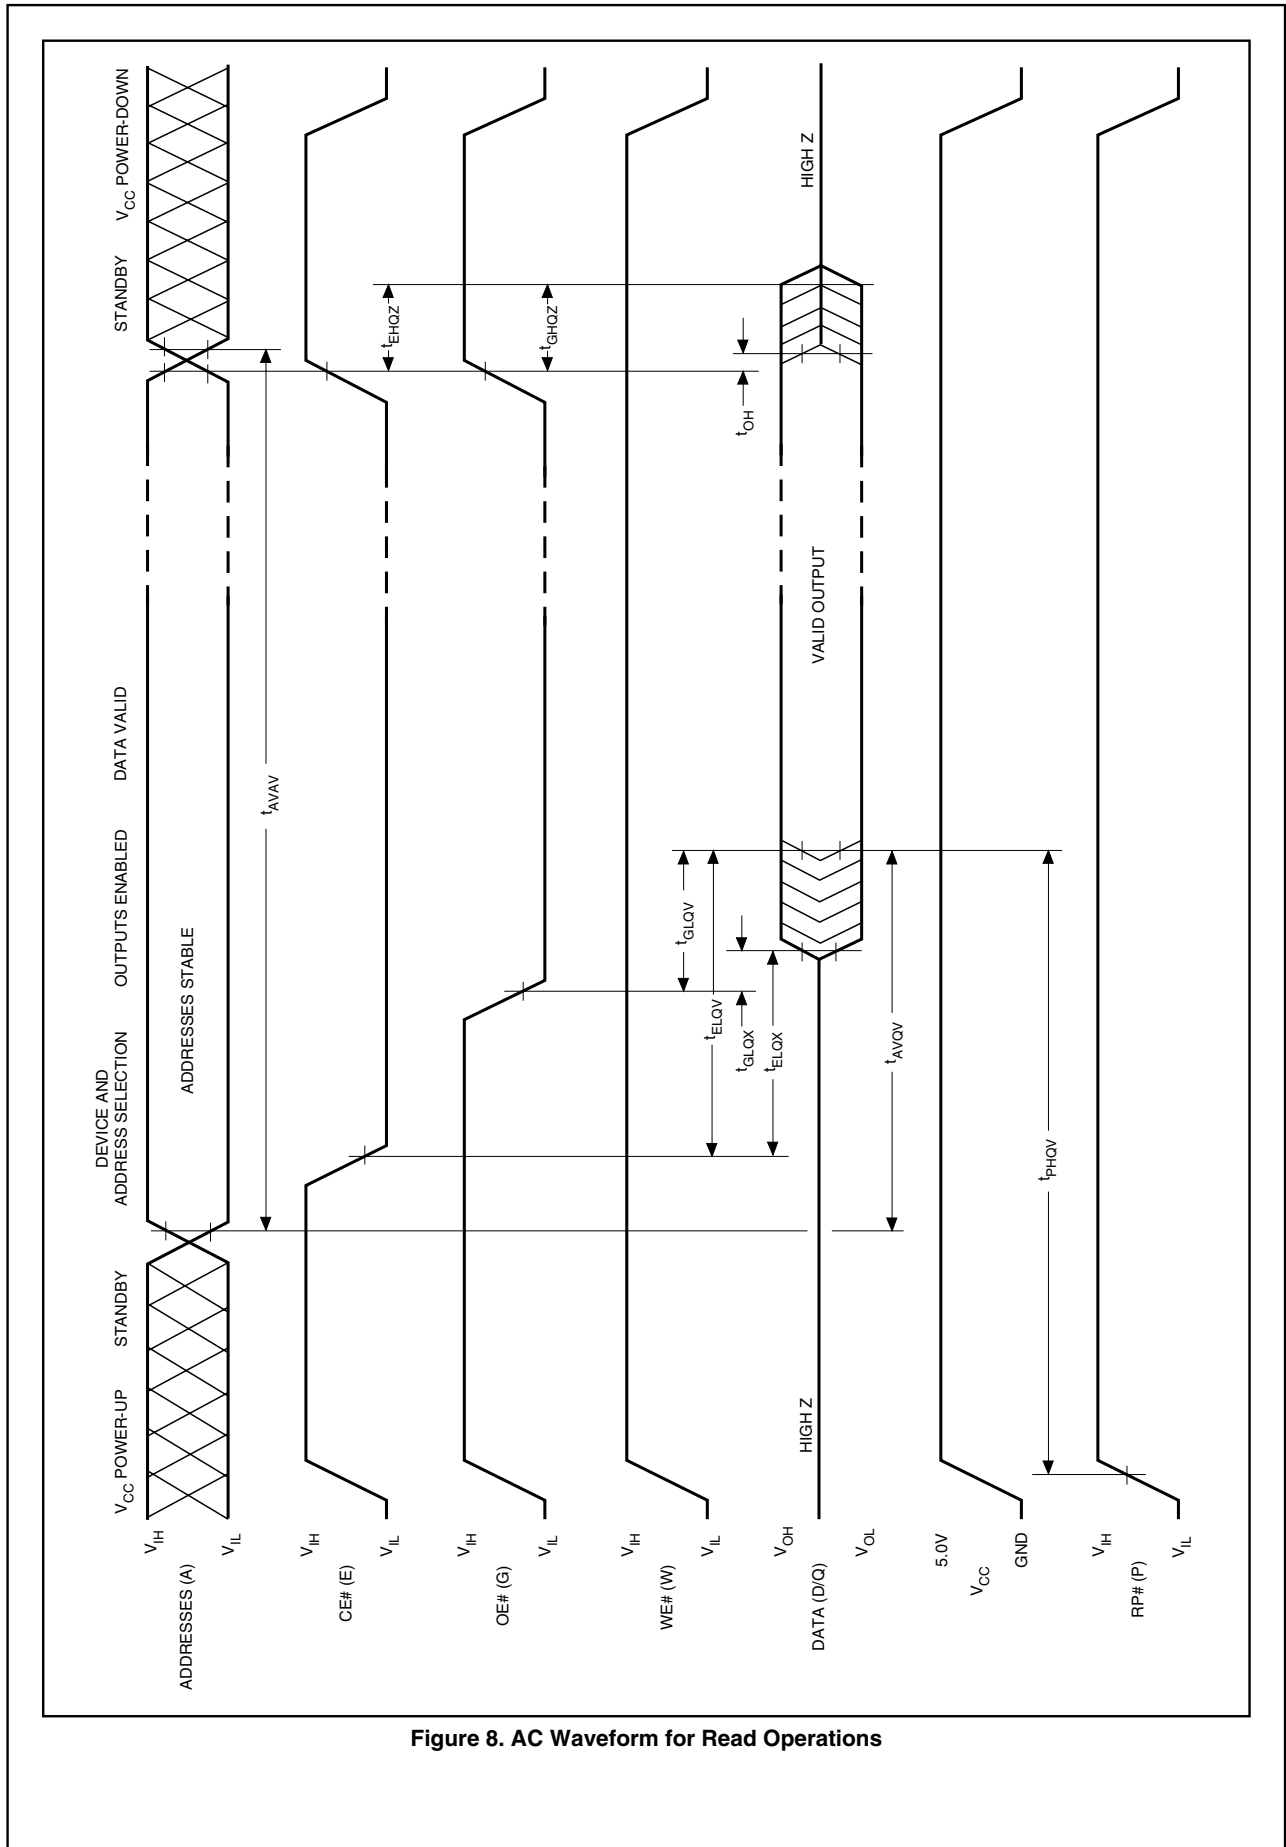 VCC POWER-UP
STANDBY
DEVICE AND
ADDRESS SELECTION
OUTPUTS ENABLED
DATA VALID
STANDBY
VCC POWER-DOWN
VIH
ADDRESSES (A)
VIL
ADDRESSES STABLE
tAVAV
VIH
CE# (E)
VIL
tEHQZ
VIH
OE# (G)
VIL
tGHQZ
VIH
WE# (W)
VIL
tGLQV
tELQV
tGLQX
tELQX
tOH
VOH
DATA (D/Q)
VOL
HIGH Z
VALID OUTPUT
HIGH Z
tAVQV
5.0V
VCC
GND
tPHQV
VIH
RP# (P)
VIL
Figure 8. AC Waveform for Read Operations